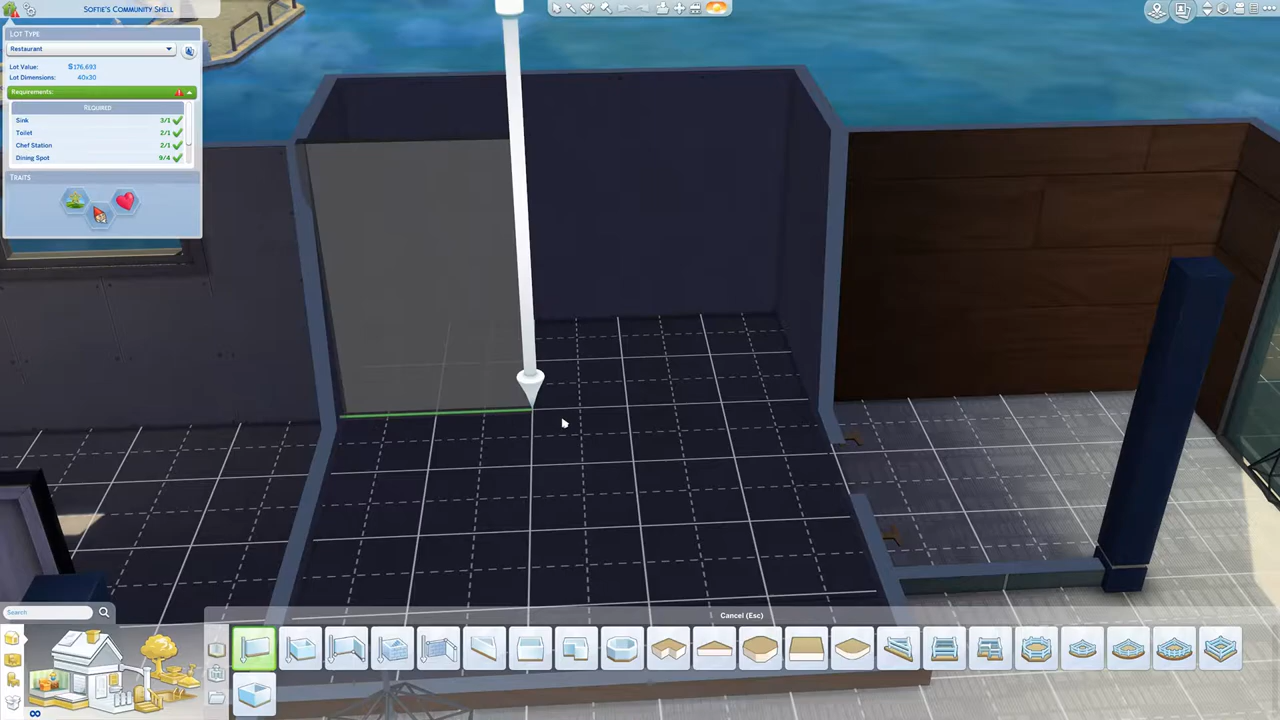 SOFTIE'S COMMUNITY SHELL
LOT TYPE
Restaurant
Lot Value: $176,693
Lot Dimensions: 40x30
Requirements:
REQUIRED
Sink 3/1
Toilet 2/1
Chef Station 2/1
Dining Spot 9/4
TRAITS
Cancel (Esc)
Search